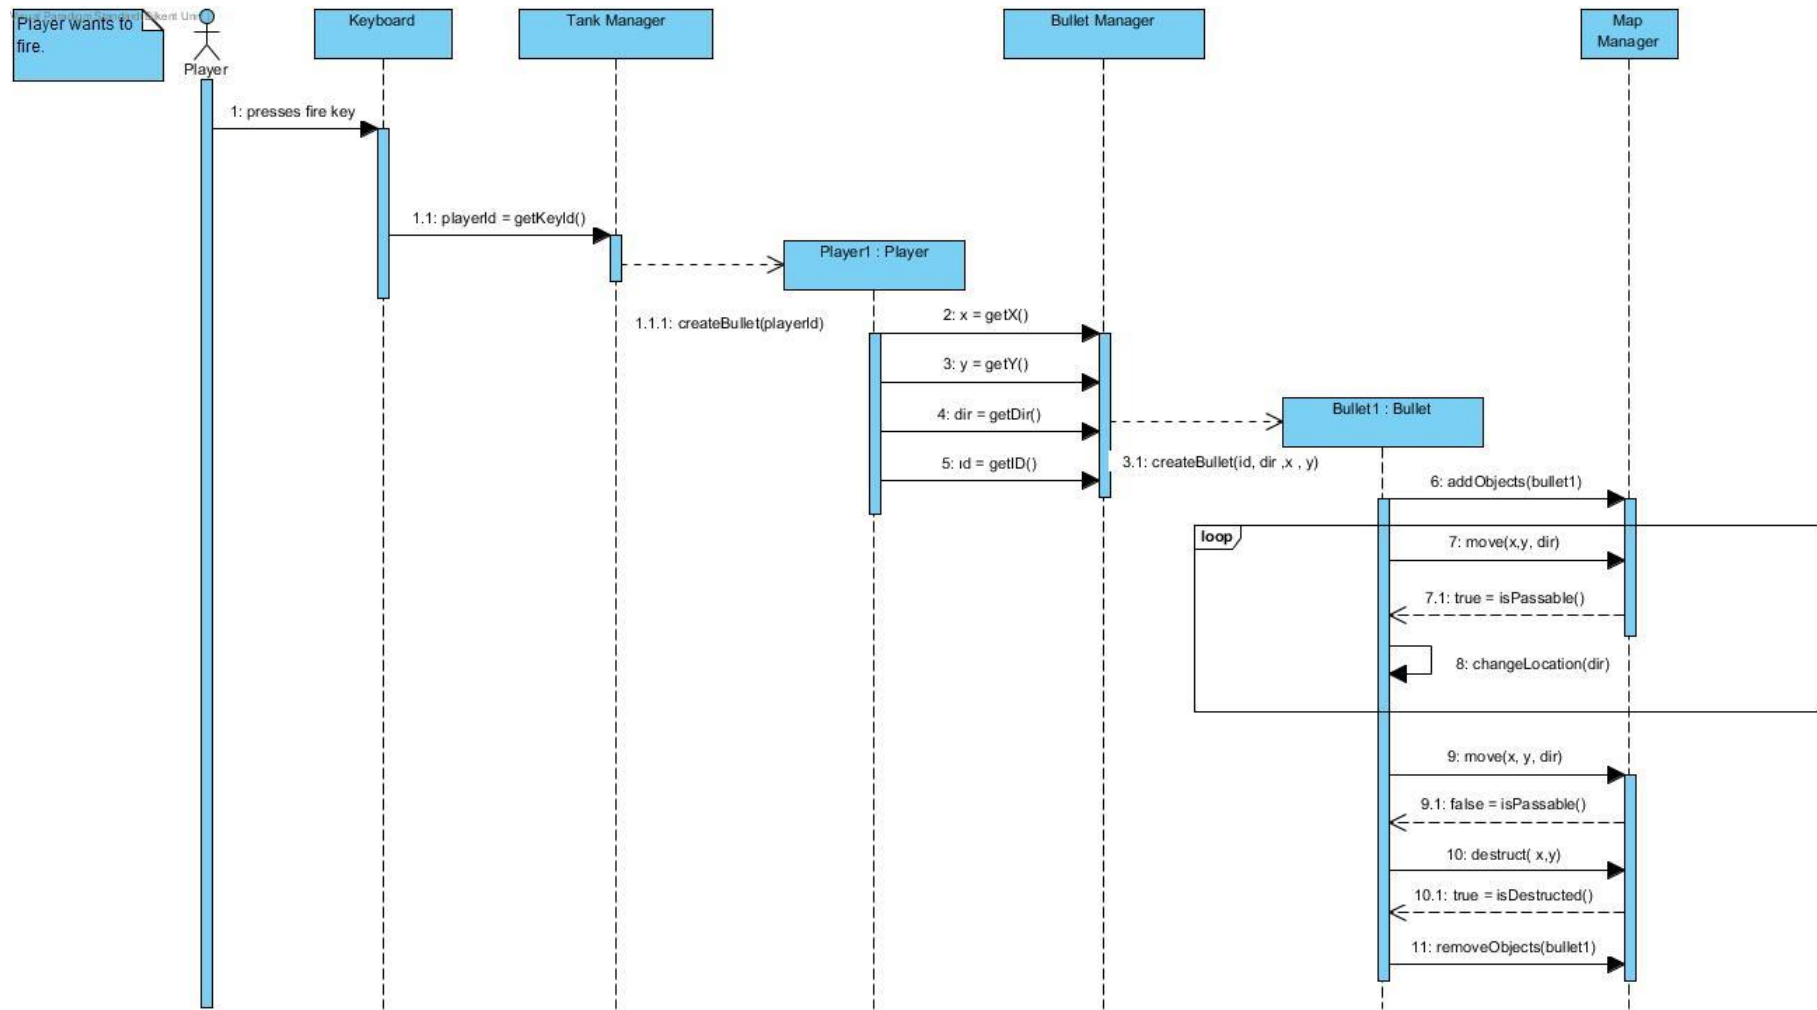 Player wants to
fire.
Player
Keyboard
Tank Manager
Bullet Manager
Map
Manager
1: presses fire key
1.1: playerId = getKeyId()
Player1 : Player
1.1.1: createBullet(playerId)
2: x = getX()
3: y = getY()
4: dir = getDir()
5: id = getID()
Bullet1 : Bullet
3.1: createBullet(id, dir ,x , y)
6: addObjects(bullet1)
loop
7: move(x,y, dir)
7.1: true = isPassable()
8: changeLocation(dir)
9: move(x, y, dir)
9.1: false = isPassable()
10: destruct( x,y)
10.1: true = isDestructed()
11: removeObjects(bullet1)